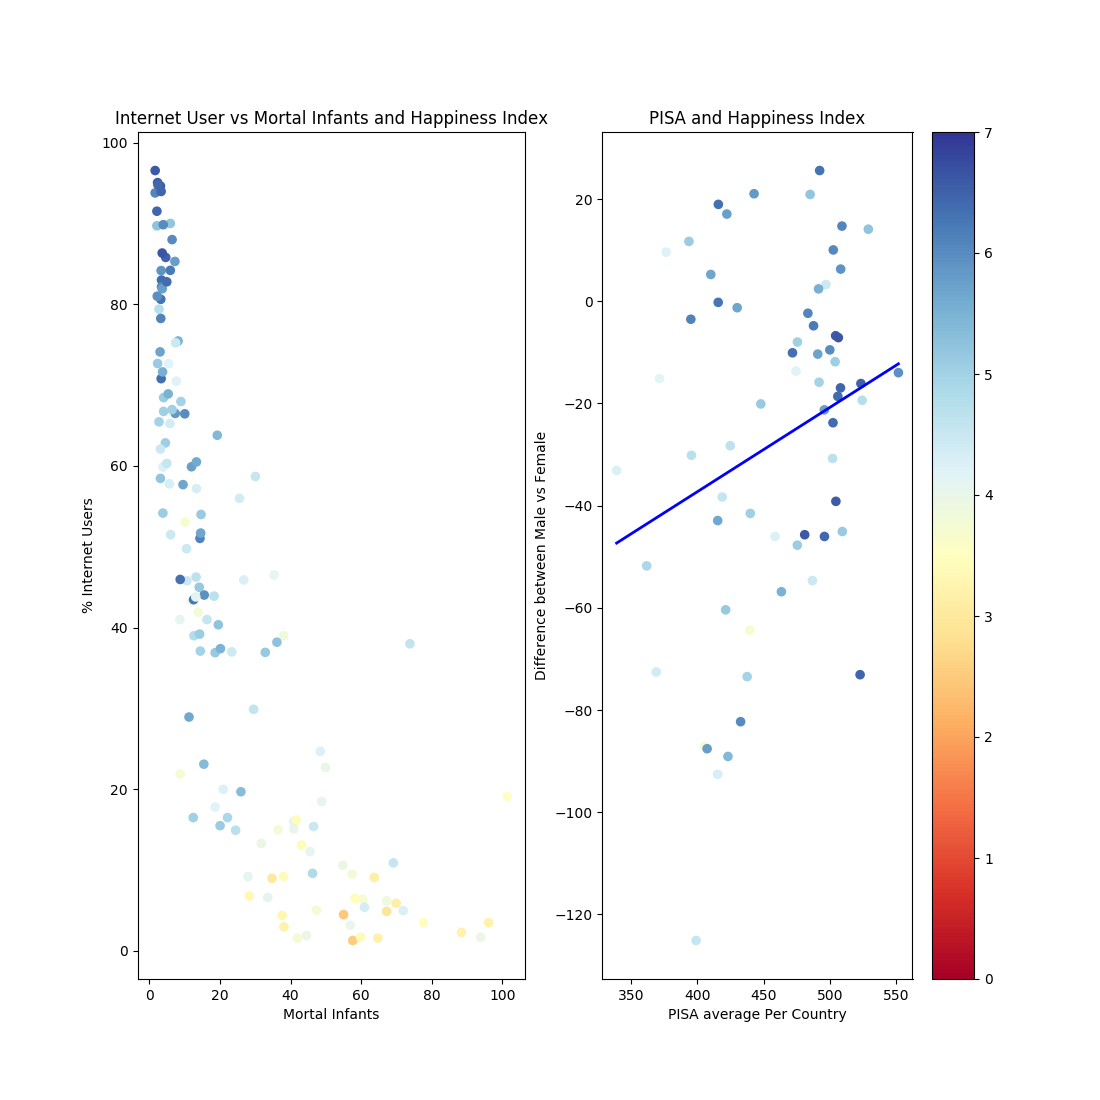 Internet User vs Mortal Infants and Happiness Index
100
80
60
40
20
0
% Internet Users
0 20 40 60 80 100
Mortal Infants
PISA and Happiness Index
20
0
−20
−40
−60
−80
−100
−120
Difference between Male vs Female
350 400 450 500 550
PISA average Per Country
7
6
5
4
3
2
1
0